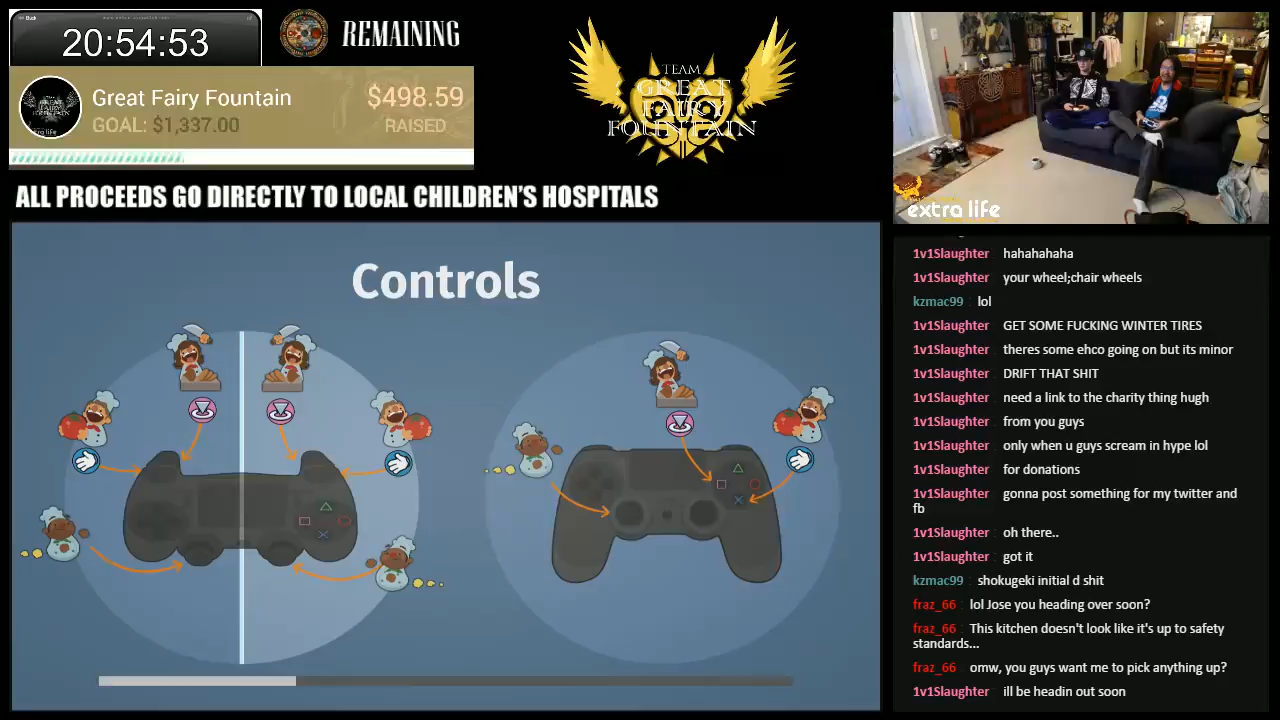 20:54:53
REMAINING
Great Fairy Fountain
$498.59
GOAL: $1,337.00
RAISED
TEAM
GREAT
FAIRY
FOUNTAIN
extra life
ALL PROCEEDS GO DIRECTLY TO LOCAL CHILDREN'S HOSPITALS
Controls
1v1Slaughter hahahahaha
1v1Slaughter your wheel;chair wheels
kzmac99 : lol
1v1Slaughter GET SOME FUCKING WINTER TIRES
1v1Slaughter theres some ehco going on but its minor
1v1Slaughter DRIFT THAT SHIT
1v1Slaughter need a link to the charity thing hugh
1v1Slaughter from you guys
1v1Slaughter only when u guys scream in hype lol
1v1Slaughter for donations
1v1Slaughter gonna post something for my twitter and
fb
1v1Slaughter oh there..
1v1Slaughter got it
kzmac99 : shokugeki initial d shit
fraz_66 : lol Jose you heading over soon?
fraz_66 : This kitchen doesn't look like it's up to safety
standards...
fraz_66 : omw, you guys want me to pick anything up?
1v1Slaughter ill be headin out soon